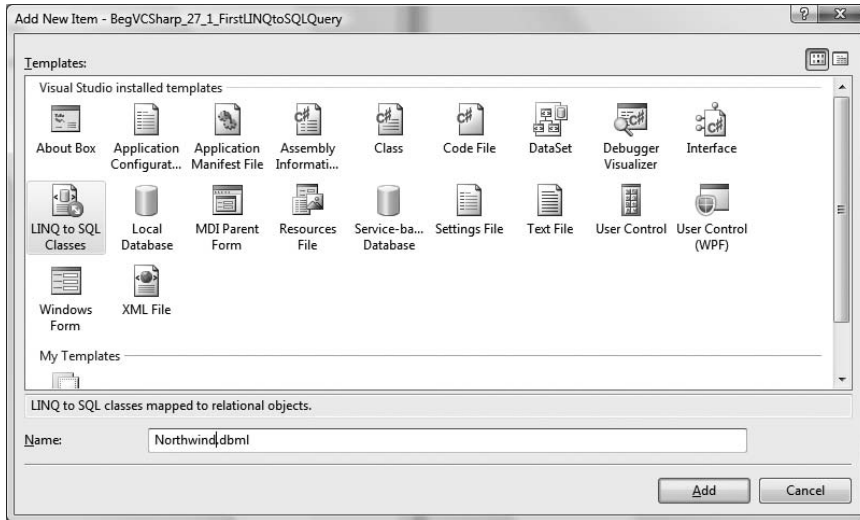 Add New Item - BegVCSharp_27_1_FirstLINQtoSQLQuery
Templates:
Visual Studio installed templates
About Box
Application
Configurat...
Application
Manifest File
Assembly
Informati...
Class
Code File
DataSet
Debugger
Visualizer
Interface
LINQ to SQL
Classes
Local
Database
MDI Parent
Form
Resources
File
Service-ba...
Database
Settings File
Text File
User Control
User Control
(WPF)
Windows
Form
XML File
My Templates
LINQ to SQL classes mapped to relational objects.
Name:
Northwind.dbml
Add
Cancel